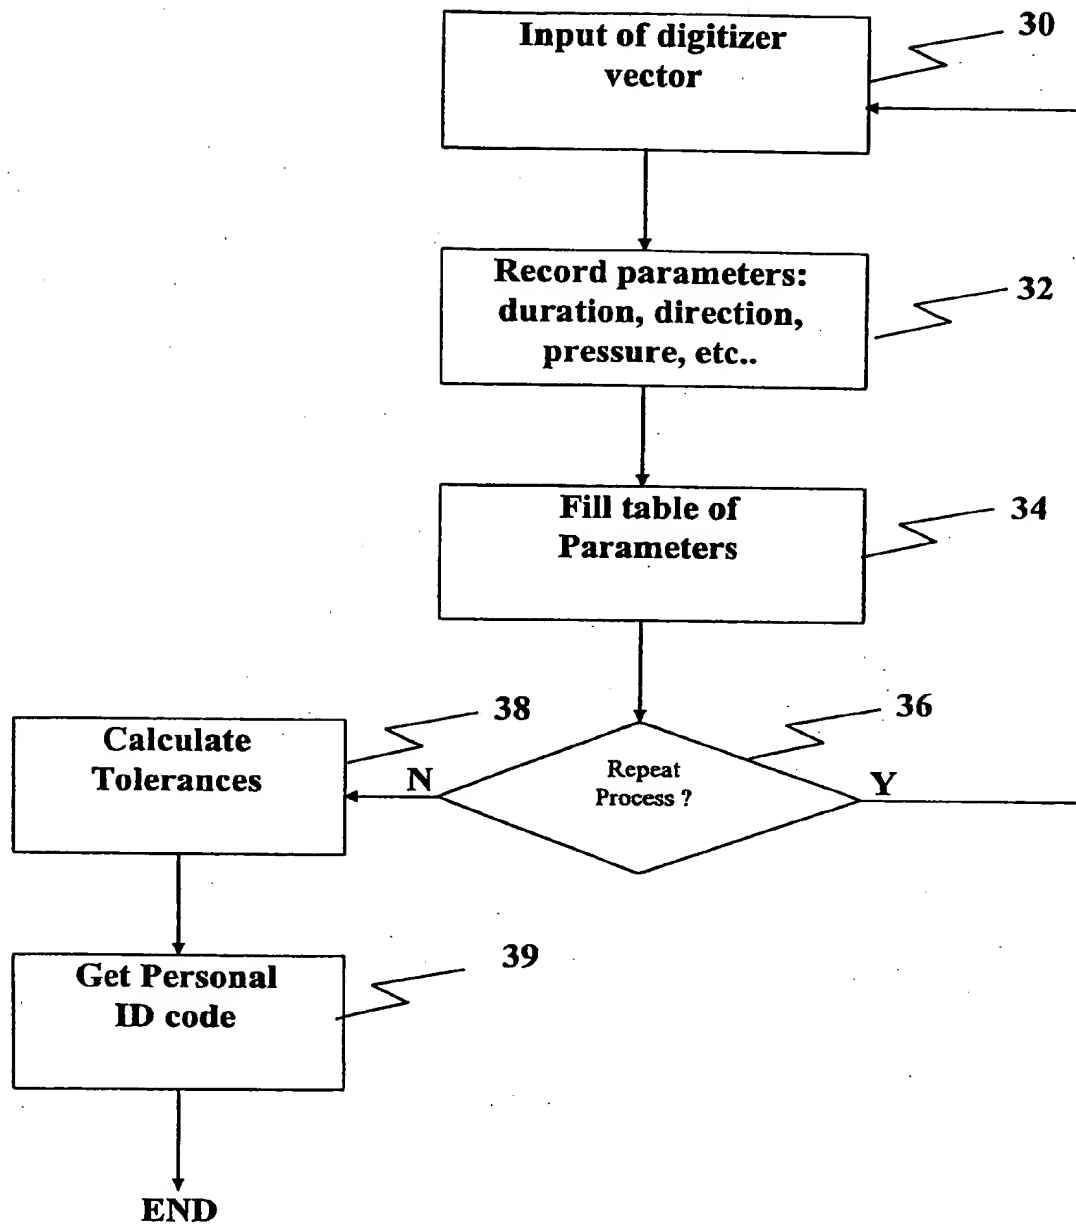 Input of digitizer
vector
30
Record parameters:
duration, direction,
pressure, etc..
32
Fill table of
Parameters
34
Repeat
Process ?
36
Y
N
Calculate
Tolerances
38
Get Personal
ID code
39
END